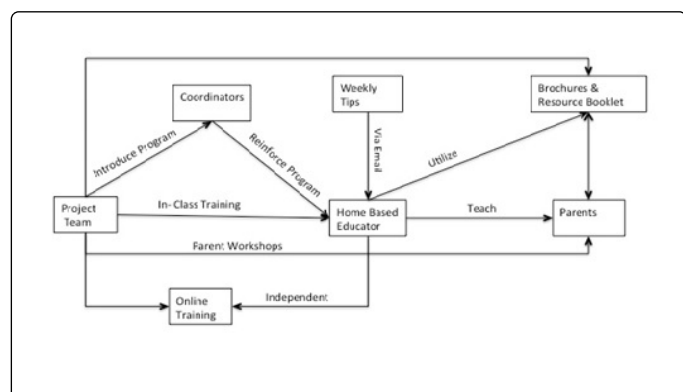 Coordinators
Weekly
Tips
Brochures &
Resource Booklet
Introduce Program
Reinforce Program
Via Email
Utilize
Project
Team
In-Class Training
Home Based
Educator
Teach
Parents
Parent Workshops
Online
Training
Independent